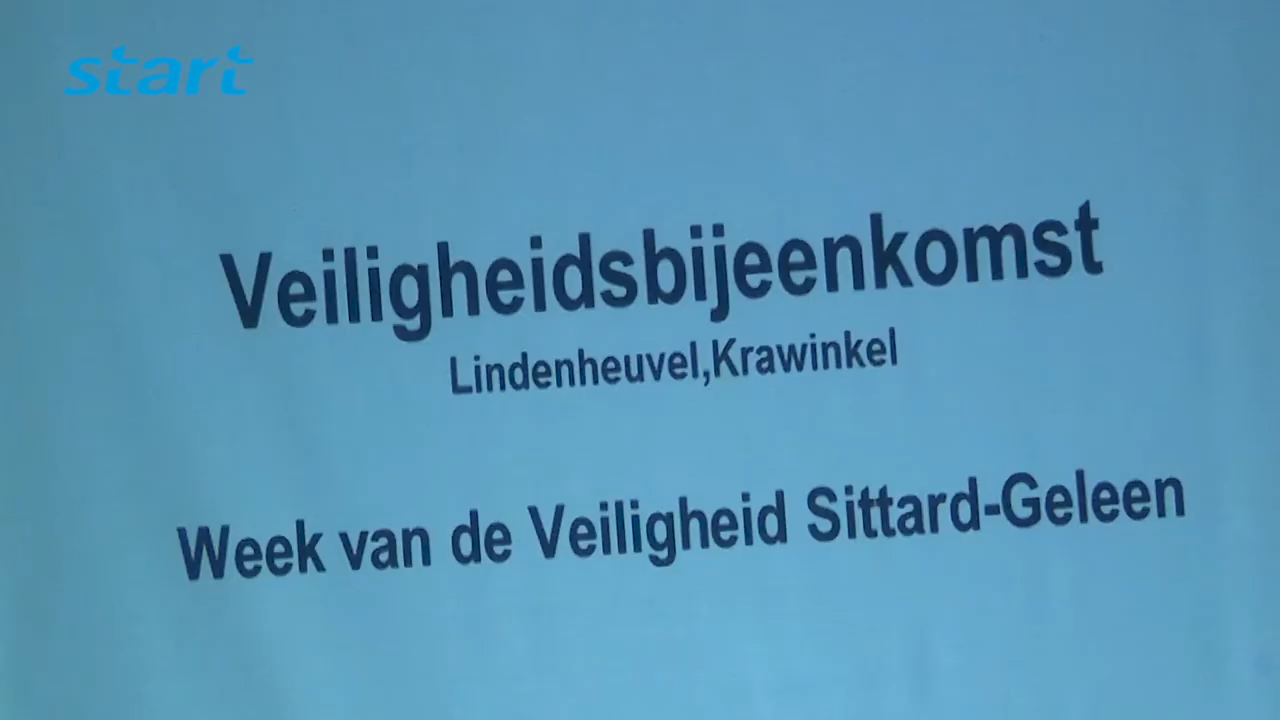 start
Veiligheidsbijeenkomst
Lindenheuvel,Krawinkel
Week van de Veiligheid Sittard-Geleen